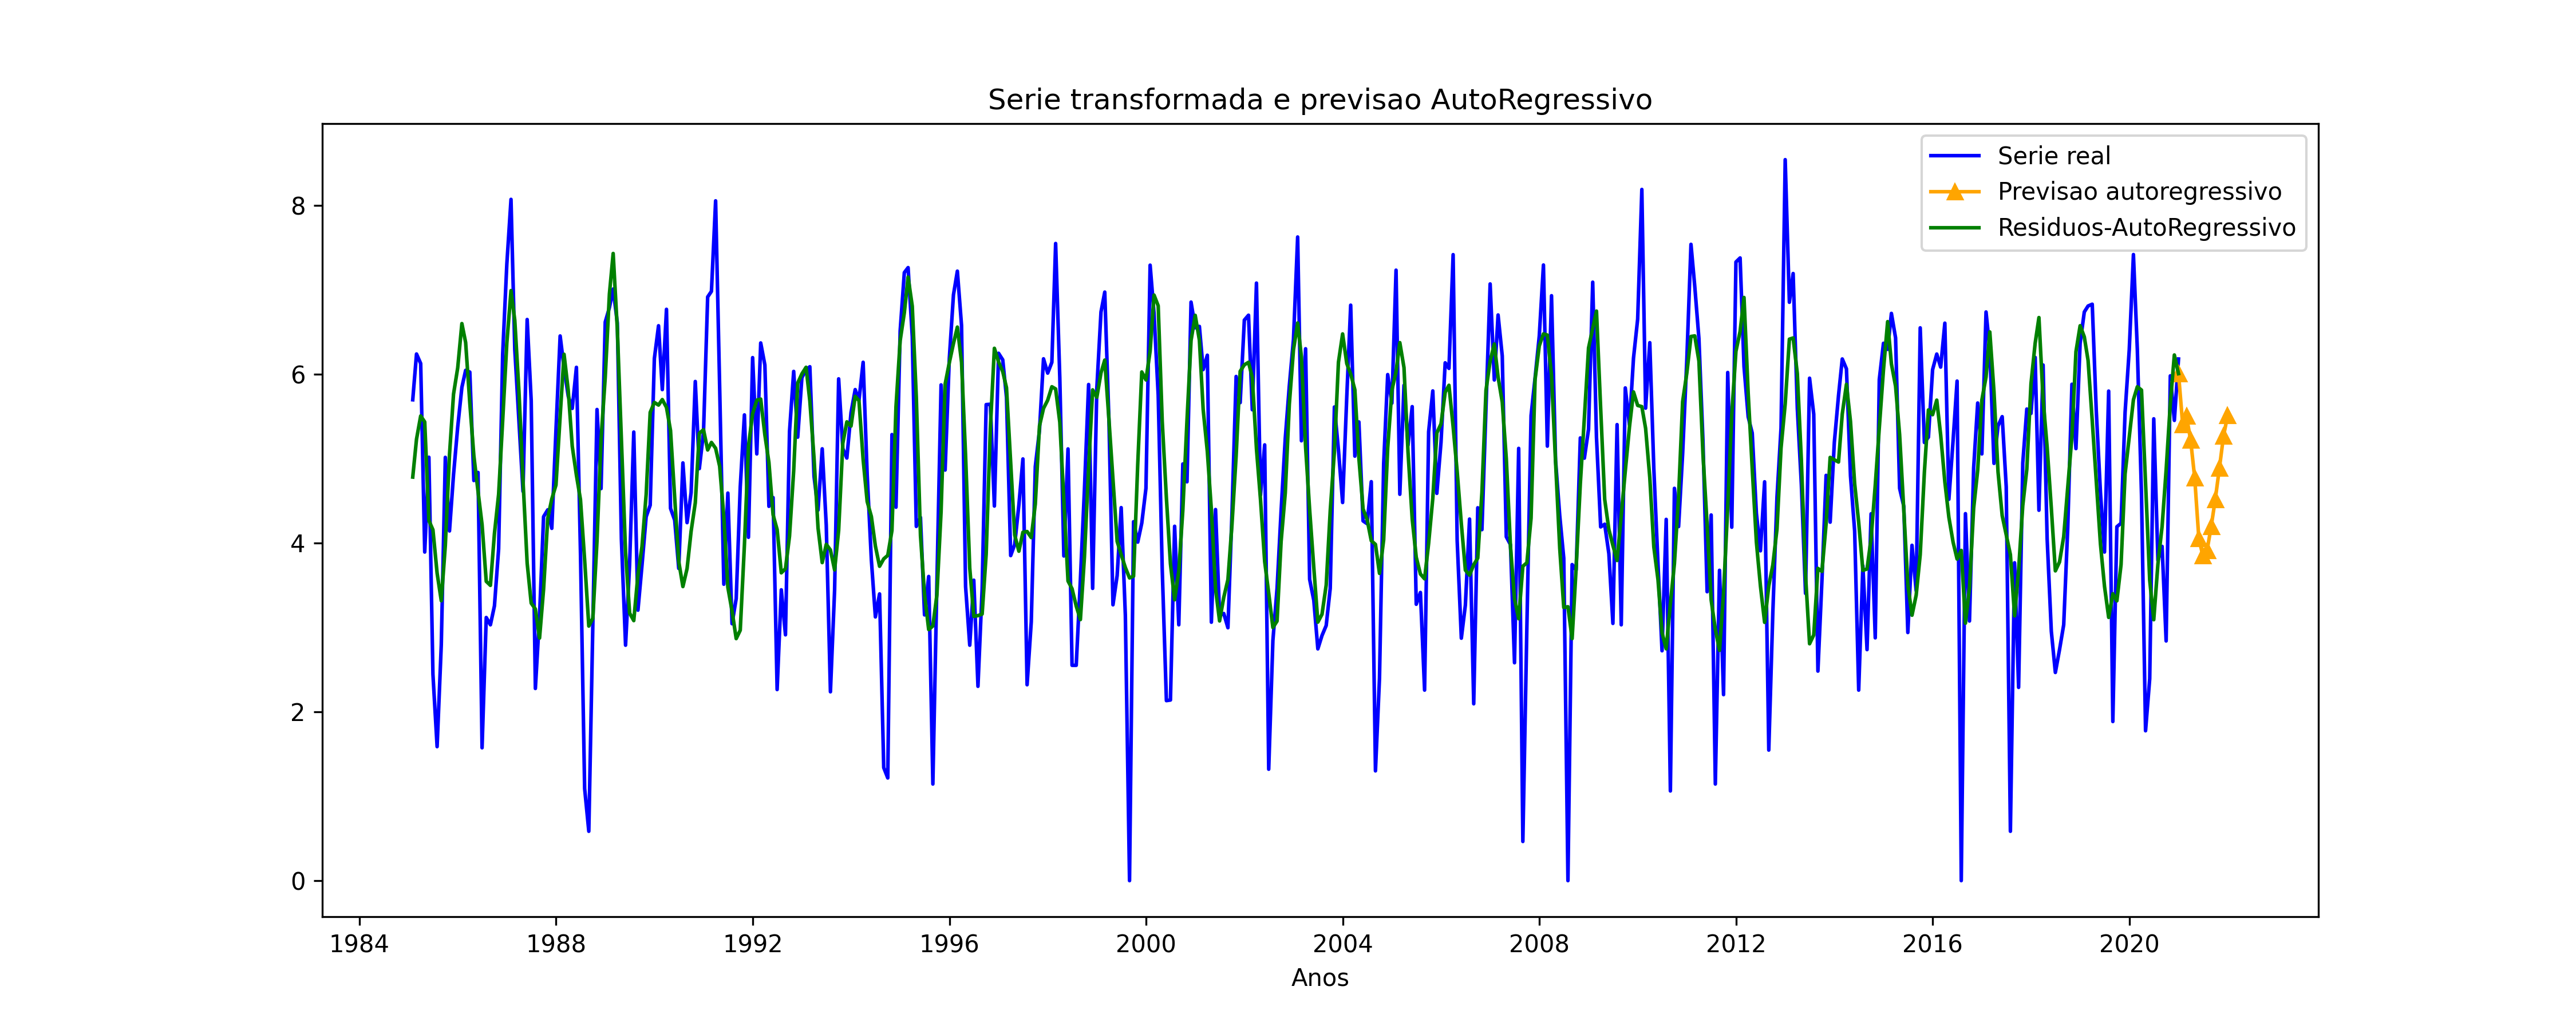 Serie transformada e previsao AutoRegressivo
Serie real
Previsao autoregressivo
Residuos-AutoRegressivo
8
6
4
2
0
1984 1988 1992 1996 2000 2004 2008 2012 2016 2020
Anos